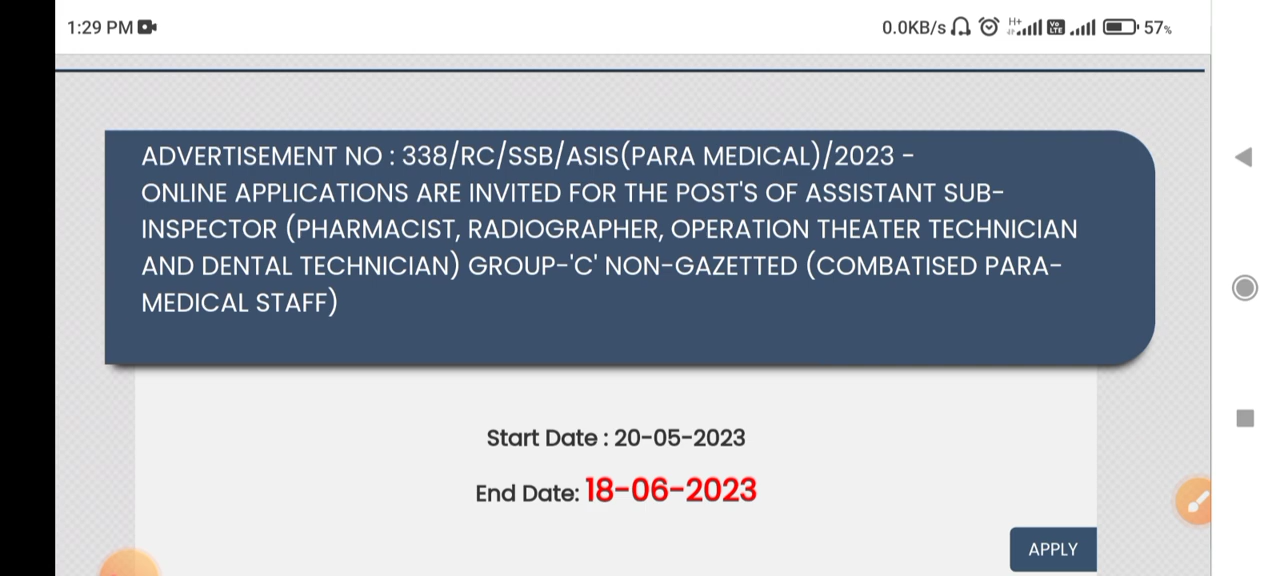 1:29 PM
0.0KB/s H+ Vo LTE 57%
ADVERTISEMENT NO : 338/RC/SSB/ASIS(PARA MEDICAL)/2023 -
ONLINE APPLICATIONS ARE INVITED FOR THE POST'S OF ASSISTANT SUB-
INSPECTOR (PHARMACIST, RADIOGRAPHER, OPERATION THEATER TECHNICIAN
AND DENTAL TECHNICIAN) GROUP-'C' NON-GAZETTED (COMBATISED PARA-
MEDICAL STAFF)
Start Date : 20-05-2023
End Date: 18-06-2023
APPLY